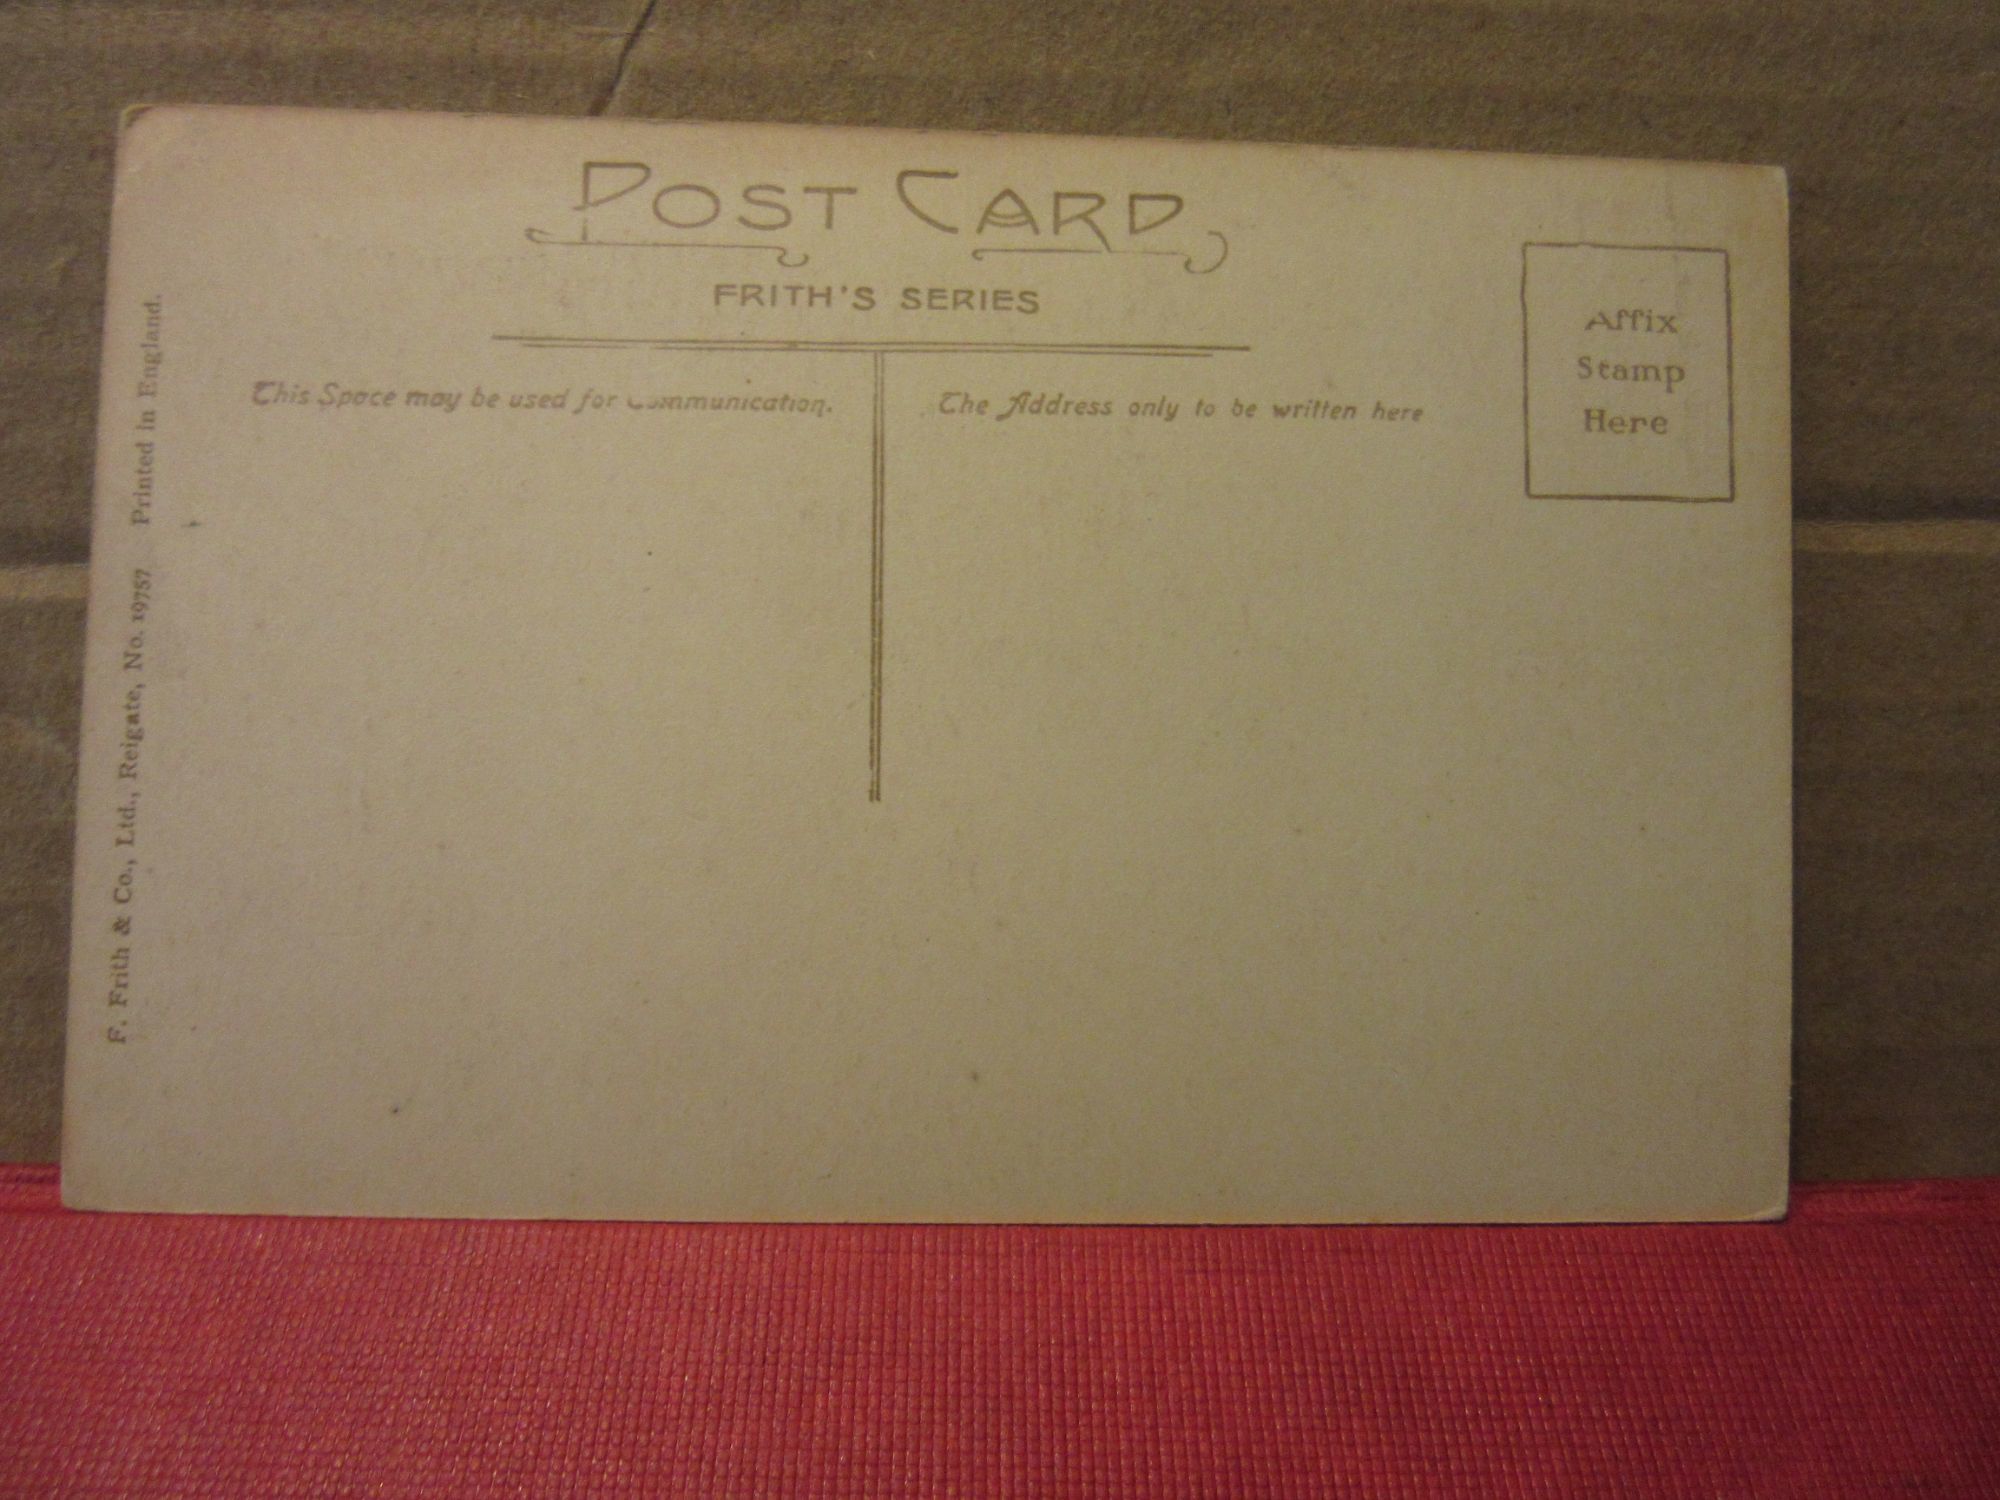 POST CARD
FRITH'S SERIES
This Space may be used for Communication.
The Address only to be written here
Affix
Stamp
Here
F. Frith & Co., Ltd., Reigate, No. 19757 Printed in England.